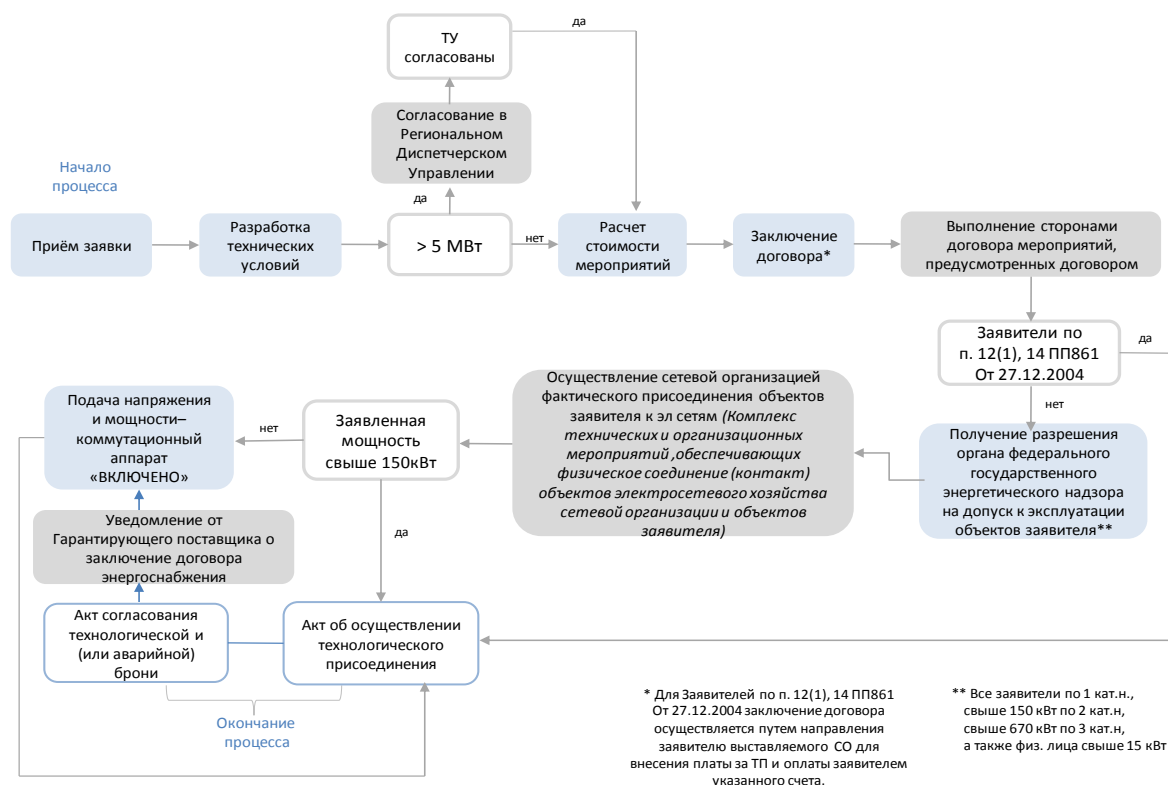 да
ТУ
согласованы
Согласование в
Региональном
Диспетчерском
Управлении
да
Начало
процесса
Приём заявки
Разработка
технических
условий
> 5 МВт
нет
Расчет
стоимости
мероприятий
Заключение
договора*
Выполнение сторонами
договора мероприятий,
предусмотренных договором
Заявители по
п. 12(1), 14 ПП861
От 27.12.2004
да
нет
Получение разрешения
органа федерального
государственного
энергетического надзора
на допуск к эксплуатации
объектов заявителя**
Осуществление сетевой организацией
фактического присоединения объектов
заявителя к эл сетям (Комплекс
технических и организационных
мероприятий ,обеспечивающих
физическое соединение (контакт)
объектов электросетевого хозяйства
сетевой организации и объектов
заявителя)
Заявленная
мощность
свыше 150кВт
нет
да
Подача напряжения
и мощности–
коммутационный
аппарат
«ВКЛЮЧЕНО»
Уведомление от
Гарантирующего поставщика о
заключение договора
энергоснабжения
Акт согласования
технологической и
(или аварийной)
брони
Акт об осуществлении
технологического
присоединения
Окончание
процесса
* Для Заявителей по п. 12(1), 14 ПП861
От 27.12.2004 заключение договора
осуществляется путем направления
заявителю выставляемого СО для
внесения платы за ТП и оплаты заявителем
указанного счета.
** Все заявители по 1 кат.н.,
свыше 150 кВт по 2 кат.н,
свыше 670 кВт по 3 кат.н,
а также физ. лица свыше 15 кВт